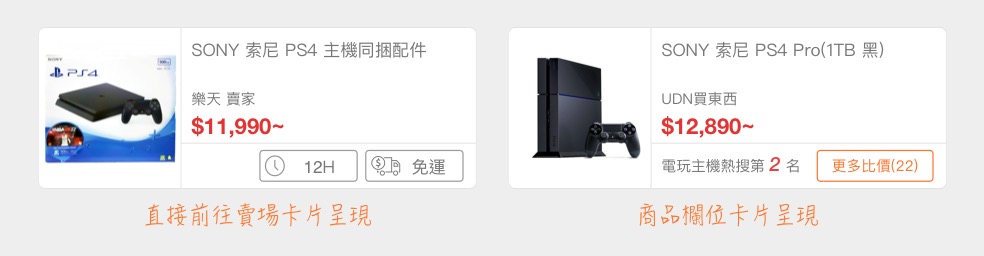 SONY 索尼 PS4 主機同捆配件
樂天 賣家
$11,990~
12H
免運
SONY
PS4
直接前往賣場卡片呈現
SONY 索尼 PS4 Pro(1TB 黑)
UDN買東西
$12,890~
電玩主機熱搜第 2 名
更多比價(22)
商品欄位卡片呈現